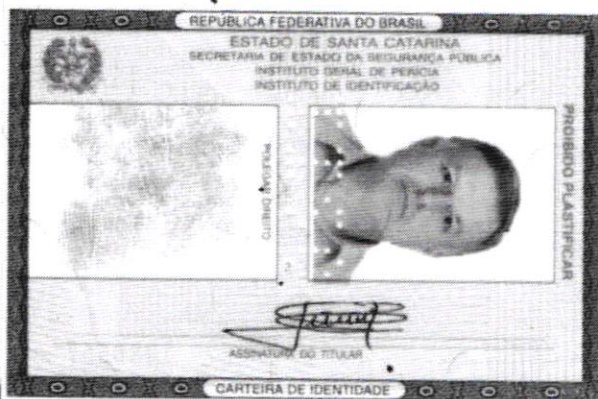 REPÚBLICA FEDERATIVA DO BRASIL
ESTADO DE SANTA CATARINA
SECRETARIA DE ESTADO DA SEGURANÇA PÚBLICA
INSTITUTO GERAL DE PERÍCIA
INSTITUTO DE IDENTIFICAÇÃO
POLEGAR DIREITO
PROIBIDO PLASTIFICAR
ASSINATURA DO TITULAR
CARTEIRA DE IDENTIDADE